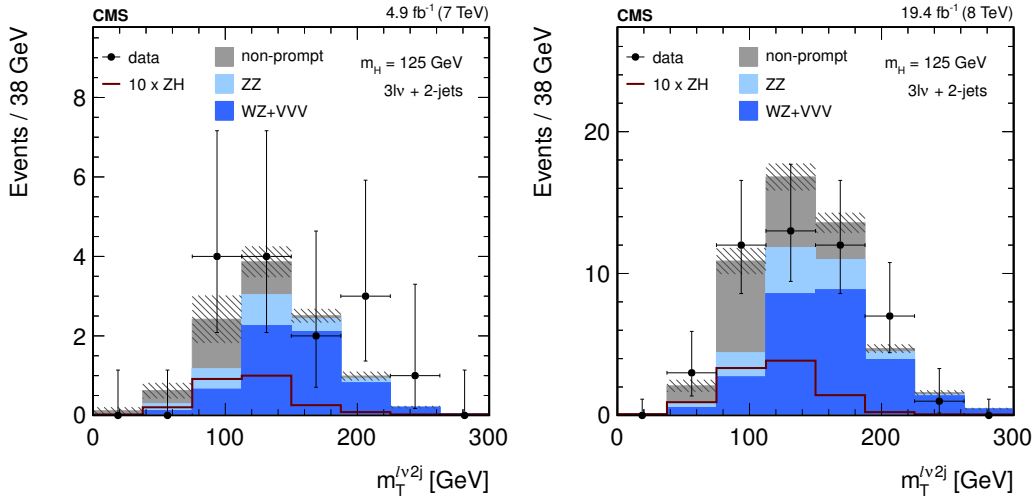 CMS
4.9 fb⁻¹ (7 TeV)
Events / 38 GeV
8
6
4
2
0
data
10 x ZH
non-prompt
ZZ
WZ+VVV
m_H = 125 GeV
3lν + 2-jets
0 100 200 300
m_T^{lν2j} [GeV]
CMS
19.4 fb⁻¹ (8 TeV)
Events / 38 GeV
20
10
0
data
10 x ZH
non-prompt
ZZ
WZ+VVV
m_H = 125 GeV
3lν + 2-jets
0 100 200 300
m_T^{lν2j} [GeV]